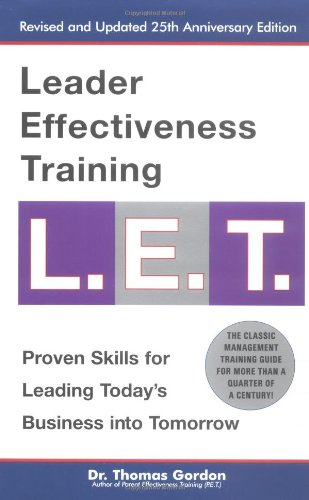 Revised and Updated 25th Anniversary Edition
Leader
Effectiveness
Training
L.E.T.
Proven Skills for
Leading Today's
Business into Tomorrow
THE CLASSIC
MANAGEMENT
TRAINING GUIDE
FOR MORE THAN A
QUARTER OF
A CENTURY!
Dr. Thomas Gordon
Author of Parent Effectiveness Training (P.E.T.)